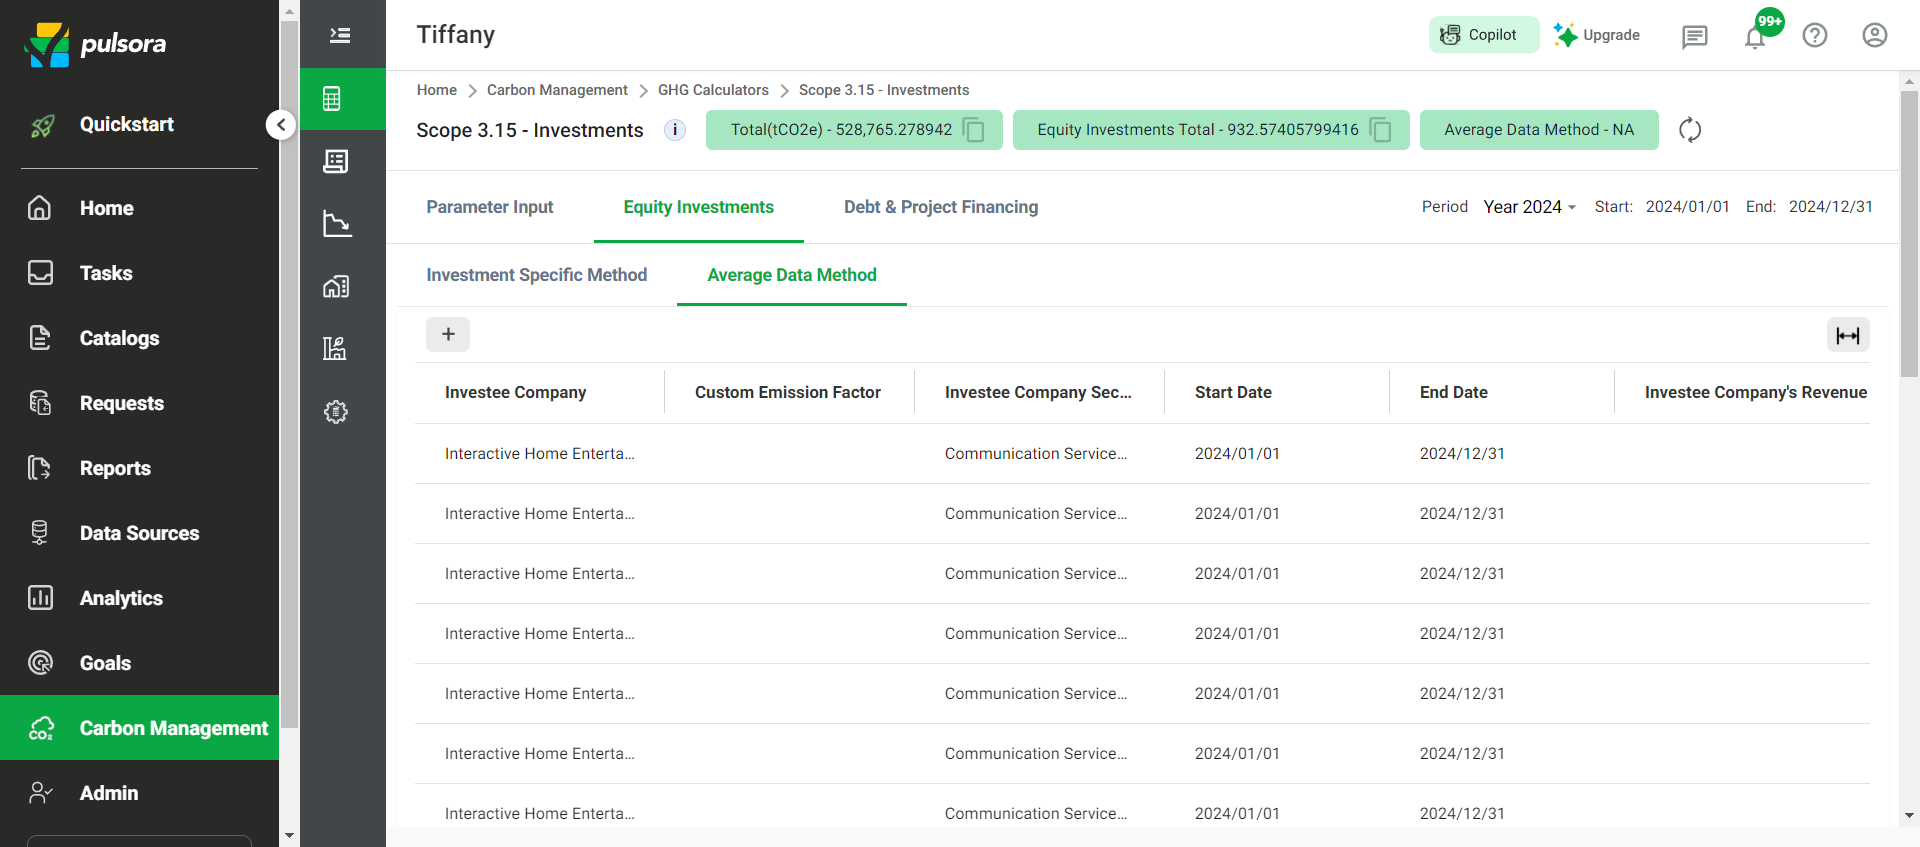 pulsora
Quickstart
Home
Tasks
Catalogs
Requests
Reports
Data Sources
Analytics
Goals
CO₂ Carbon Management
Admin
Tiffany
Copilot
Upgrade
99+
Home > Carbon Management > GHG Calculators > Scope 3.15 - Investments
Scope 3.15 - Investments i Total(tCO2e) - 528,765.278942 Equity Investments Total - 932.57405799416 Average Data Method - NA
Parameter Input Equity Investments Debt & Project Financing Period Year 2024 Start: 2024/01/01 End: 2024/12/31
Investment Specific Method Average Data Method
+
Investee Company Custom Emission Factor Investee Company Sec... Start Date End Date Investee Company's Revenue
Interactive Home Enterta... Communication Service... 2024/01/01 2024/12/31
Interactive Home Enterta... Communication Service... 2024/01/01 2024/12/31
Interactive Home Enterta... Communication Service... 2024/01/01 2024/12/31
Interactive Home Enterta... Communication Service... 2024/01/01 2024/12/31
Interactive Home Enterta... Communication Service... 2024/01/01 2024/12/31
Interactive Home Enterta... Communication Service... 2024/01/01 2024/12/31
Interactive Home Enterta... Communication Service... 2024/01/01 2024/12/31